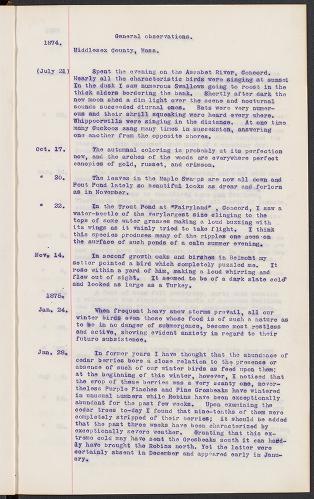 General observations.
1874.
Middlesex County, Mass.
(July 21) Spent the evening on the Assabet River, Concord.
Nearly all the characteristic birds were singing at sunset
In the dusk I saw numerous Swallows going to roost in the
thick alders bordering the bank. Shortly after dark the
new moon shed a dim light over the scene and nocturnal
sounds succeeded diurnal ones. Bats were numer-
ous and their shrill squeaking were heard every where.
Whippoorwills were singing in the distance. At one time
many Cuckoos sang many times in succession, answering
one another from the opposite shores.
Oct. 17. The autumnal coloring is probably at its perfection
now, and the arches of the woods are everywhere perfect
canopies of gold, russet, and crimson.
" 20. The leaves in the Maple Swamps are now all down and
Pout Pond lately so beautiful looks as drear and forlorn
as in November.
" 22. In the Trout Pond at "Fairyland", Concord, I saw a
water-beetle of the very largest size clinging to the
tops of some water grasses making a loud buzzing with
its wings as it vainly tried to take flight. I think
this species produces many of the ripples one sees on
the surface of such ponds of a calm summer evening.
Nov. 14. In second growth oaks and birches in Belmont my
setter pointed a bird which completely puzzled me. It
rose within a yard of him, making a loud whirring and
flew out of sight. It seemed to be of a dark slate color
and looked as large as a Turkey.
1875.
Jan. 24. When frequent heavy snow storms prevail, all our
winter birds even those whose food is of such a nature as
to be in no danger of submergence, become most restless
and active, showing evident anxiety in regard to their
future subsistence.
Jan. 29. In former years I have thought that the abundance of
cedar berries bore a close relation to the presence or
absence of such of our winter birds as feed upon them;
at the beginning of this winter, however, I noticed that
the crop of these berries was a very scanty one, never-
theless Purple Finches and Pine Grosbeaks have wintered
in unusual numbers while Robins have been exceptionally
abundant for the past few weeks. Upon examining the
cedar trees to-day I found that nine-tenths of them were
completely stripped of their berries; it should be added
that the past three weeks have been characterized by
exceptionally severe weather. Granting that this ex-
treme cold may have sent the Grosbeaks south it can hard-
ly have brought the Robins north. Yet the latter were
certainly absent in December and appeared early in Janu-
ary.